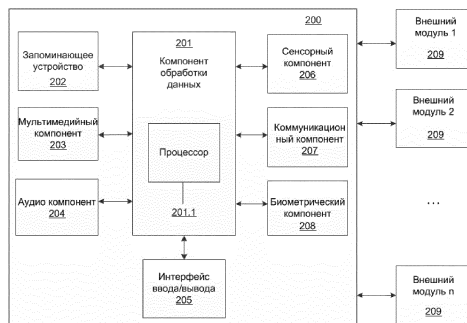 200
Запоминающее
устройство
202
Мультимедийный
компонент
203
Аудио компонент
204
201
Компонент
обработки
данных
Процессор
201.1
Интерфейс
ввода/вывода
205
Сенсорный
компонент
206
Коммуникацион
ный компонент
207
Биометрический
компонент
208
Внешний
модуль 1
209
Внешний
модуль 2
209
...
Внешний
модуль n
209